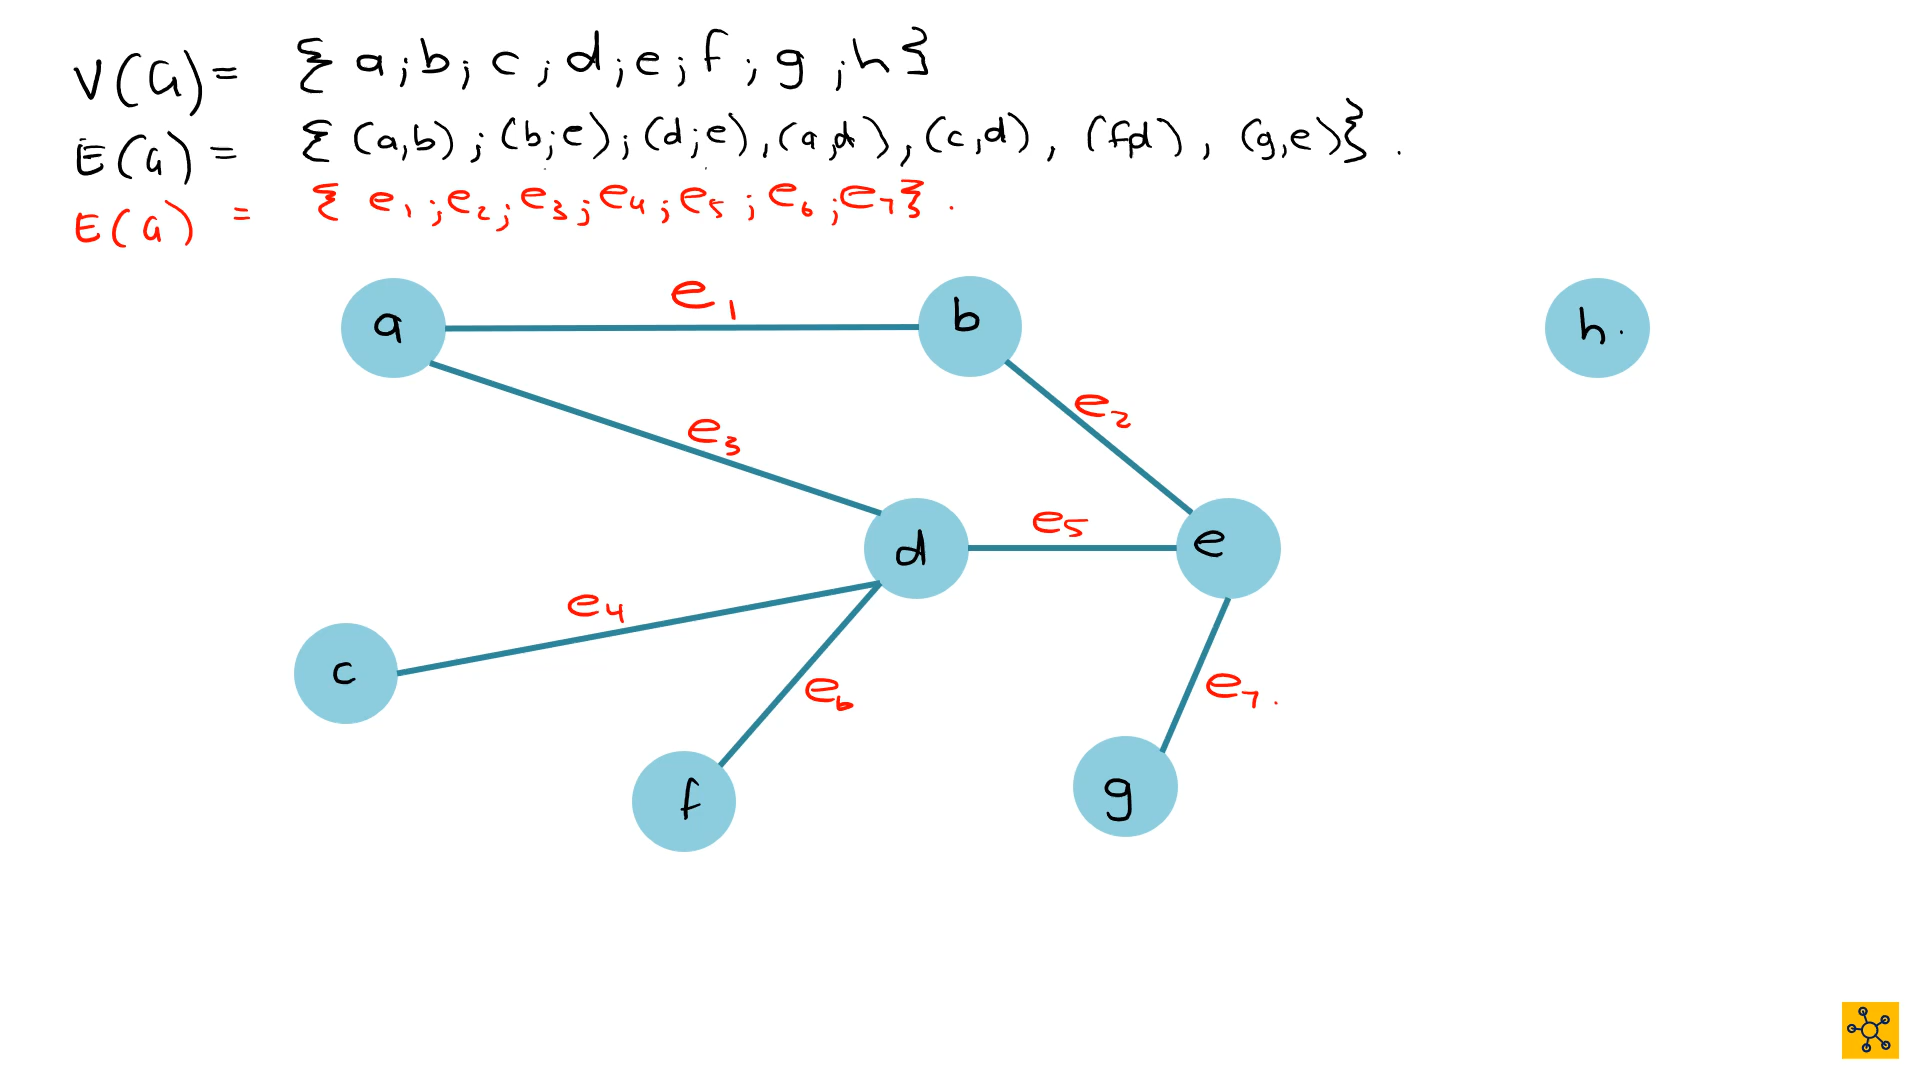 V(G) = { a; b; c; d; e; f; g; h }
E(G) = { (a,b); (b;e); (d;e), (a,d), (c,d), (f,d), (g,e) }.
E(G) = { e₁; e₂; e₃; e₄; e₅; e₆; e₇ }.
e₁
a
b
h.
e₂
e₃
e₅
d
e
e₄
c
e₆
e₇.
f
g